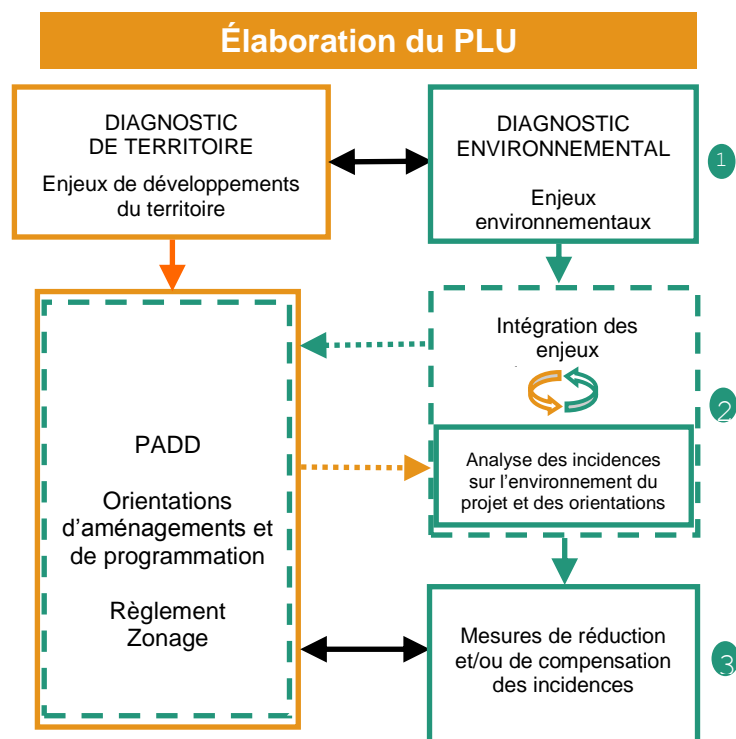 Élaboration du PLU
DIAGNOSTIC
DE TERRITOIRE
Enjeux de développements
du territoire
DIAGNOSTIC
ENVIRONNEMENTAL
Enjeux
environnementaux
1
Intégration des
enjeux
2
Analyse des incidences
sur l'environnement du
projet et des orientations
PADD
Orientations
d'aménagements et
de programmation
Règlement
Zonage
Mesures de réduction
et/ou de compensation
des incidences
3